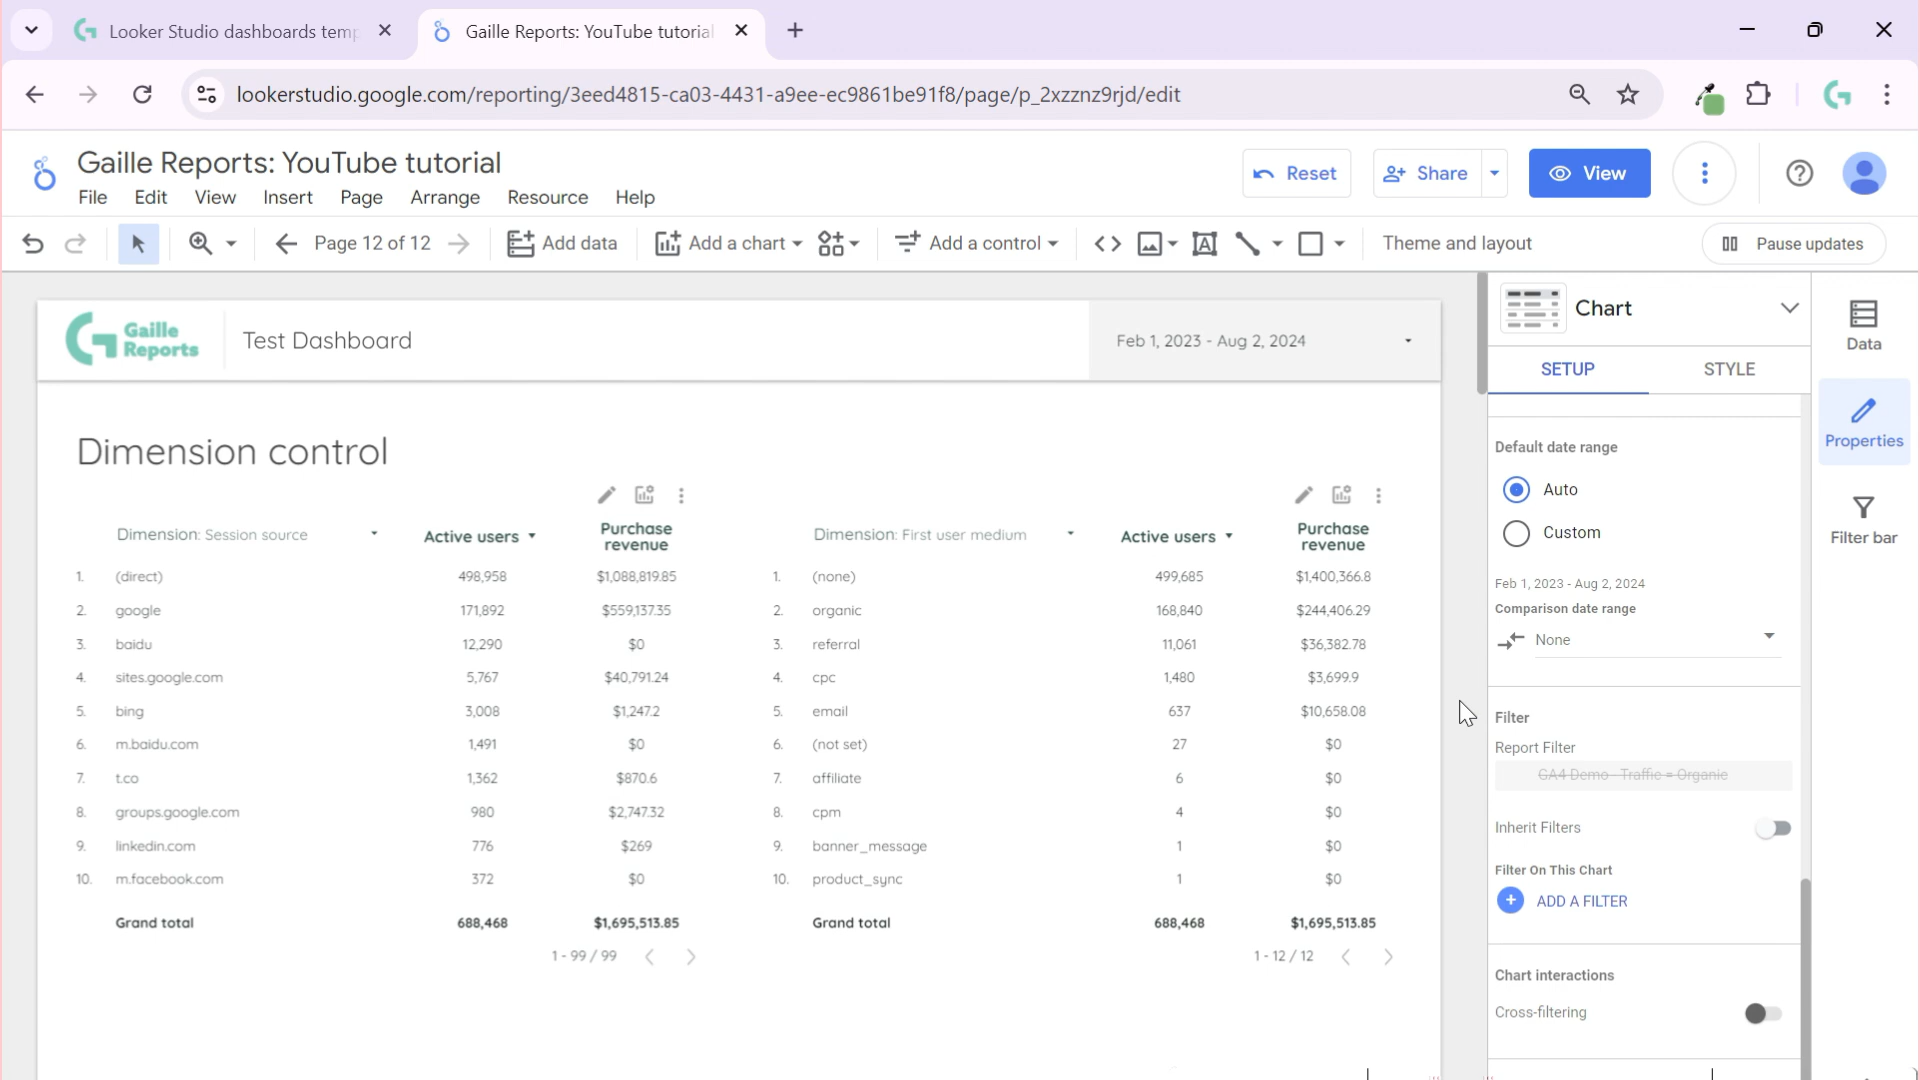 Looker Studio dashboards temp
Gaille Reports: YouTube tutorial
lookerstudio.google.com/reporting/3eed4815-ca03-4431-a9ee-ec9861be91f8/page/p_2xzznz9rjd/edit
Gaille Reports: YouTube tutorial
File Edit View Insert Page Arrange Resource Help
Reset Share View
Page 12 of 12 Add data Add a chart Add a control Theme and layout Pause updates
Gaille Reports
Test Dashboard
Feb 1, 2023 - Aug 2, 2024
Dimension control
Dimension: Session source Active users Purchase revenue
1. (direct) 498,958 $1,088,819.85
2. google 171,892 $559,137.35
3. baidu 12,290 $0
4. sites.google.com 5,767 $40,791.24
5. bing 3,008 $1,247.2
6. m.baidu.com 1,491 $0
7. t.co 1,362 $870.6
8. groups.google.com 980 $2,747.32
9. linkedin.com 776 $269
10. m.facebook.com 372 $0
Grand total 688,468 $1,695,513.85
1 - 99 / 99
Dimension: First user medium Active users Purchase revenue
1. (none) 499,685 $1,400,366.8
2. organic 168,840 $244,406.29
3. referral 11,061 $36,382.78
4. cpc 1,480 $3,699.9
5. email 637 $10,658.08
6. (not set) 27 $0
7. affiliate 6 $0
8. cpm 4 $0
9. banner_message 1 $0
10. product_sync 1 $0
Grand total 688,468 $1,695,513.85
1 - 12 / 12
Chart
SETUP STYLE
Default date range
Auto
Custom
Feb 1, 2023 - Aug 2, 2024
Comparison date range
None
Filter
Report Filter
GA4 Demo - Traffic = Organic
Inherit Filters
Filter On This Chart
ADD A FILTER
Chart interactions
Cross-filtering
Data
Properties
Filter bar